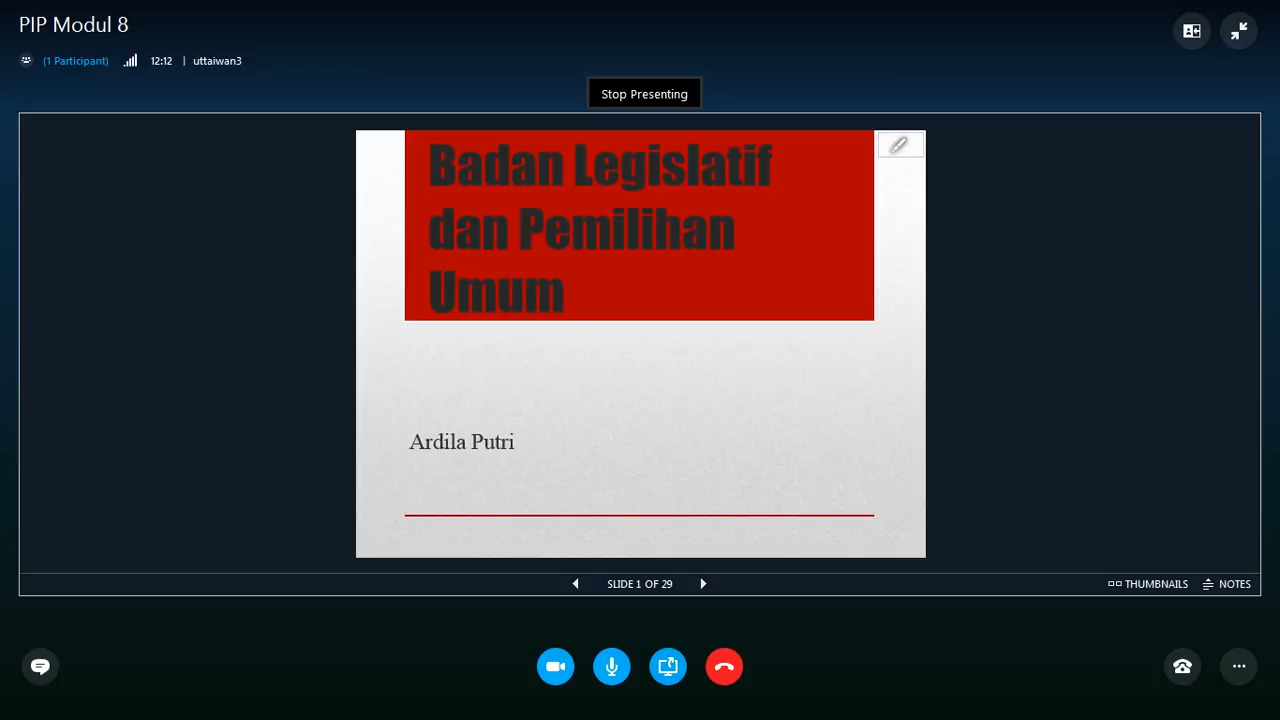 PIP Modul 8
(1 Participant) 12:12 | uttaiwan3
Stop Presenting
Badan Legislatif
dan Pemilihan
Umum
Ardila Putri
SLIDE 1 OF 29
THUMBNAILS
NOTES